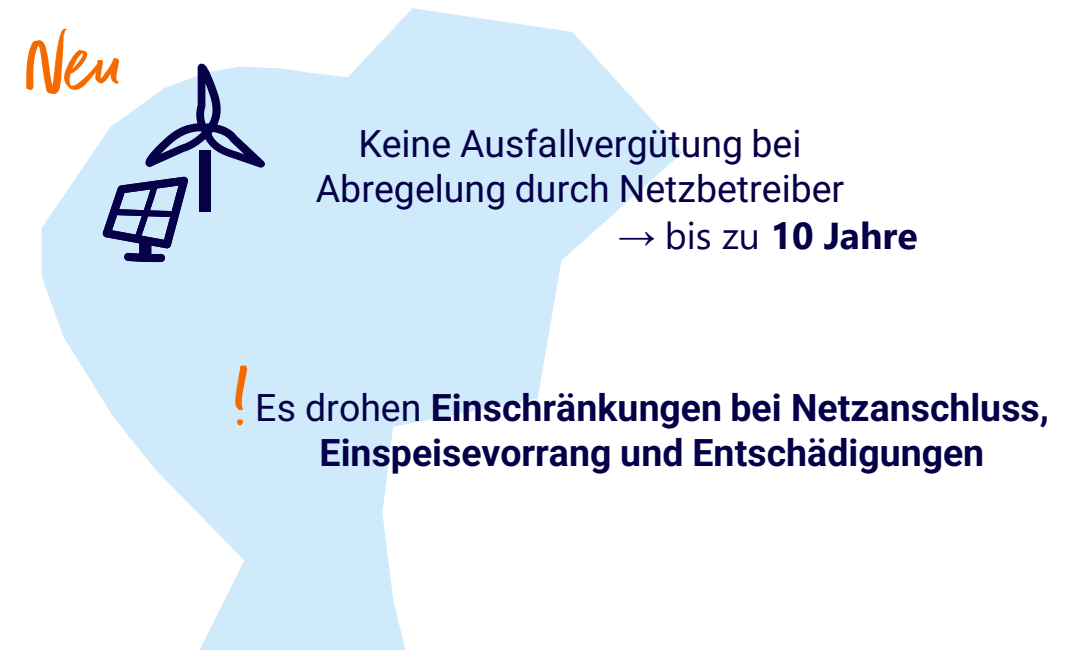 Neu
Keine Ausfallvergütung bei
Abregelung durch Netzbetreiber
→ bis zu 10 Jahre
! Es drohen Einschränkungen bei Netzanschluss,
Einspeisevorrang und Entschädigungen